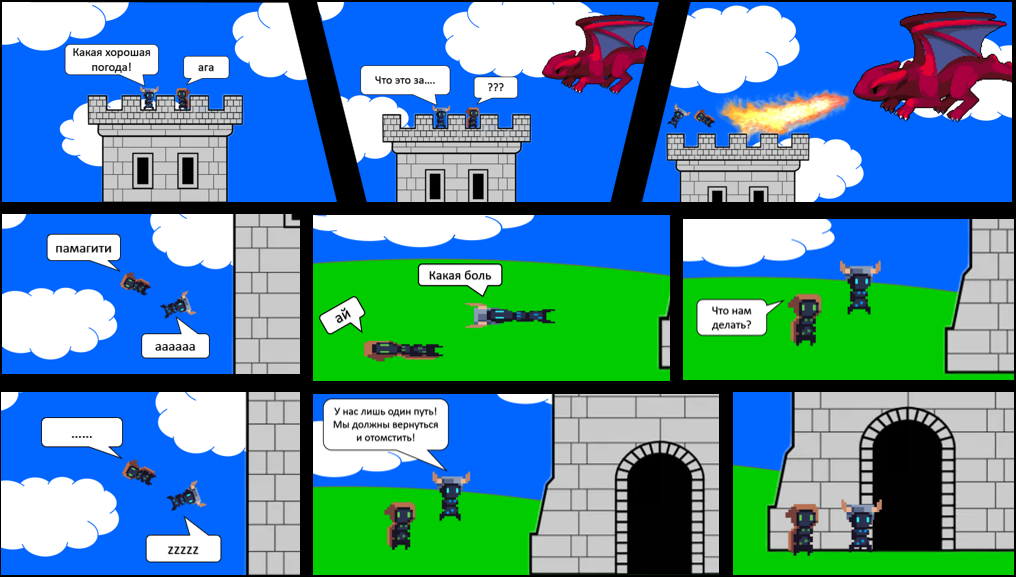 Какая хорошая
погода!
ага
Что это за....
???
памагити
аааааа
Какая боль
ай
Что нам
делать?
......
zzzzz
У нас лишь один путь!
Мы должны вернуться
и отомстить!